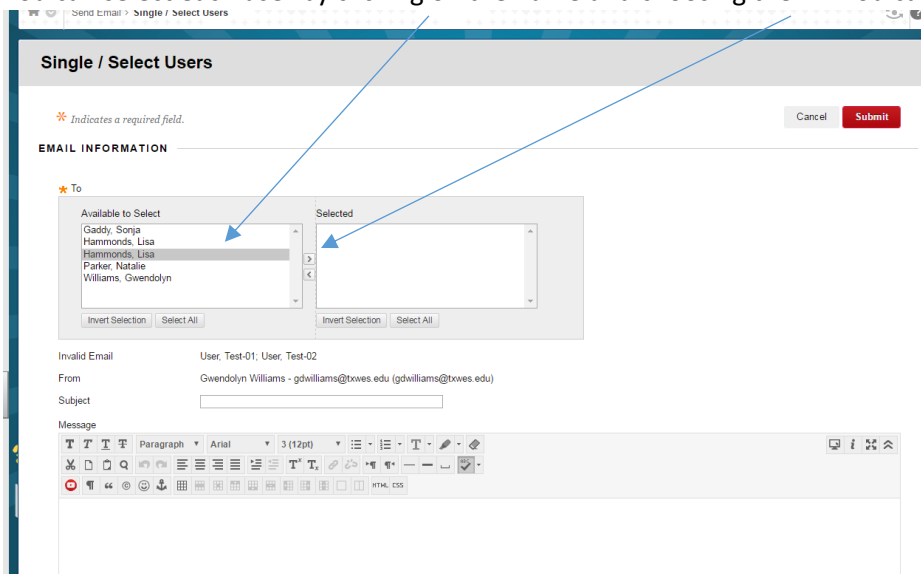 Send Email › Single / Select Users
Single / Select Users
Indicates a required field.
Cancel
Submit
EMAIL INFORMATION
To
Available to Select
Selected
Gaddy, Sonja
Hammonds, Lisa
Hammonds, Lisa
Parker, Natalie
Williams, Gwendolyn
Invert Selection
Select All
Invert Selection
Select All
Invalid Email
User, Test-01; User, Test-02
From
Gwendolyn Williams - gdwilliams@txwes.edu (gdwilliams@txwes.edu)
Subject
Message
Paragraph
Arial
3 (12pt)
HTML CSS